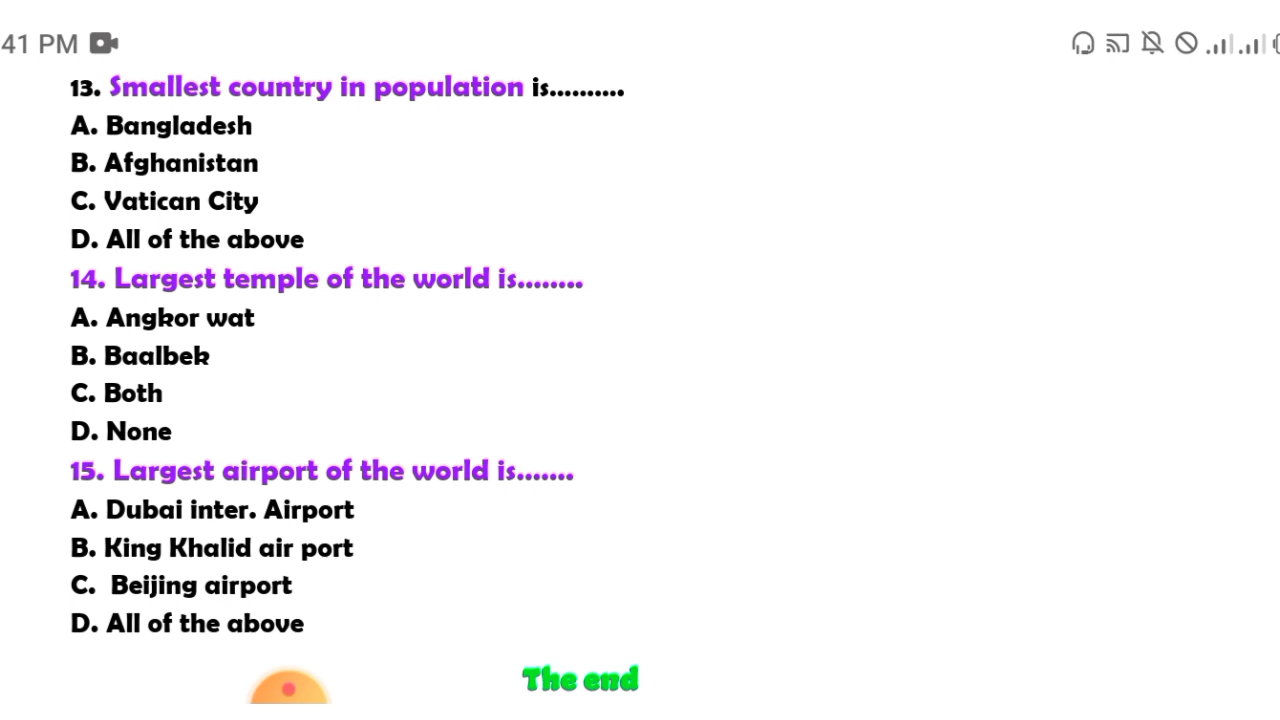 41 PM
13. Smallest country in population is..........
A. Bangladesh
B. Afghanistan
C. Vatican City
D. All of the above
14. Largest temple of the world is........
A. Angkor wat
B. Baalbek
C. Both
D. None
15. Largest airport of the world is.......
A. Dubai inter. Airport
B. King Khalid air port
C. Beijing airport
D. All of the above
The end